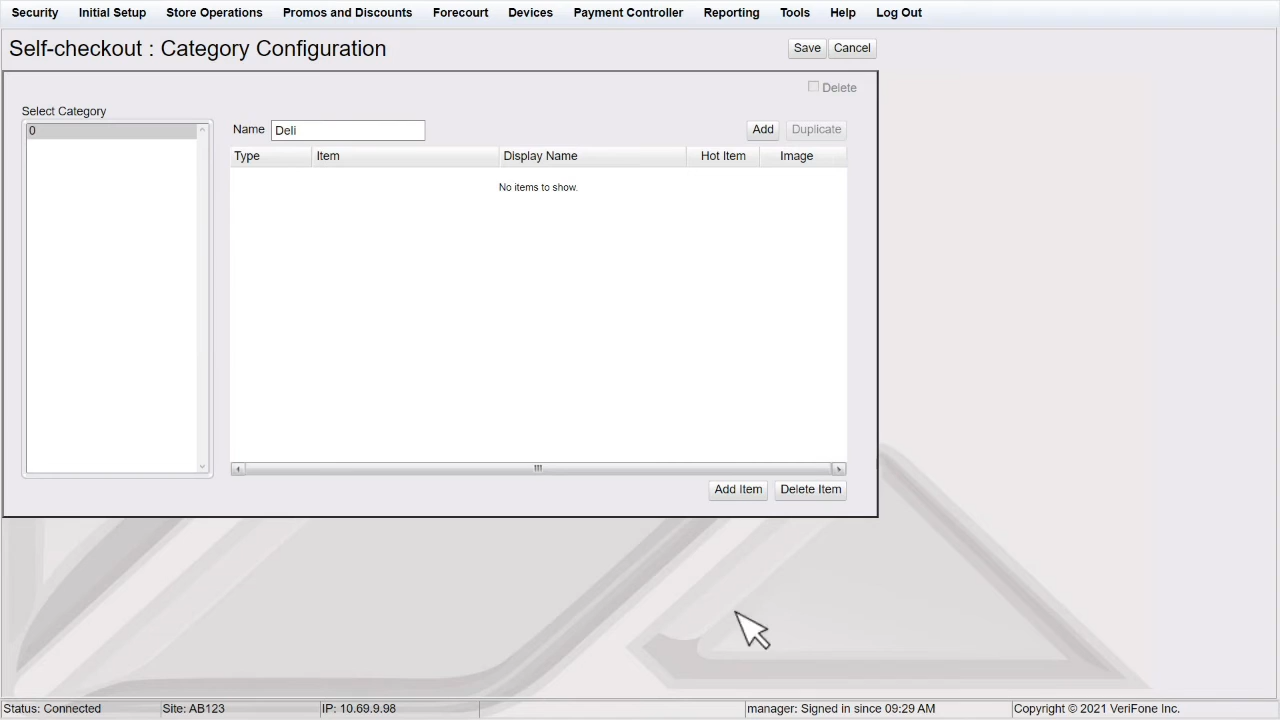 Security Initial Setup Store Operations Promos and Discounts Forecourt Devices Payment Controller Reporting Tools Help Log Out
Self-checkout : Category Configuration Save Cancel
Delete
Select Category
0
Name Deli Add Duplicate
Type Item Display Name Hot Item Image
No items to show.
Add Item Delete Item
Status: Connected Site: AB123 IP: 10.69.9.98 manager: Signed in since 09:29 AM Copyright © 2021 VeriFone Inc.